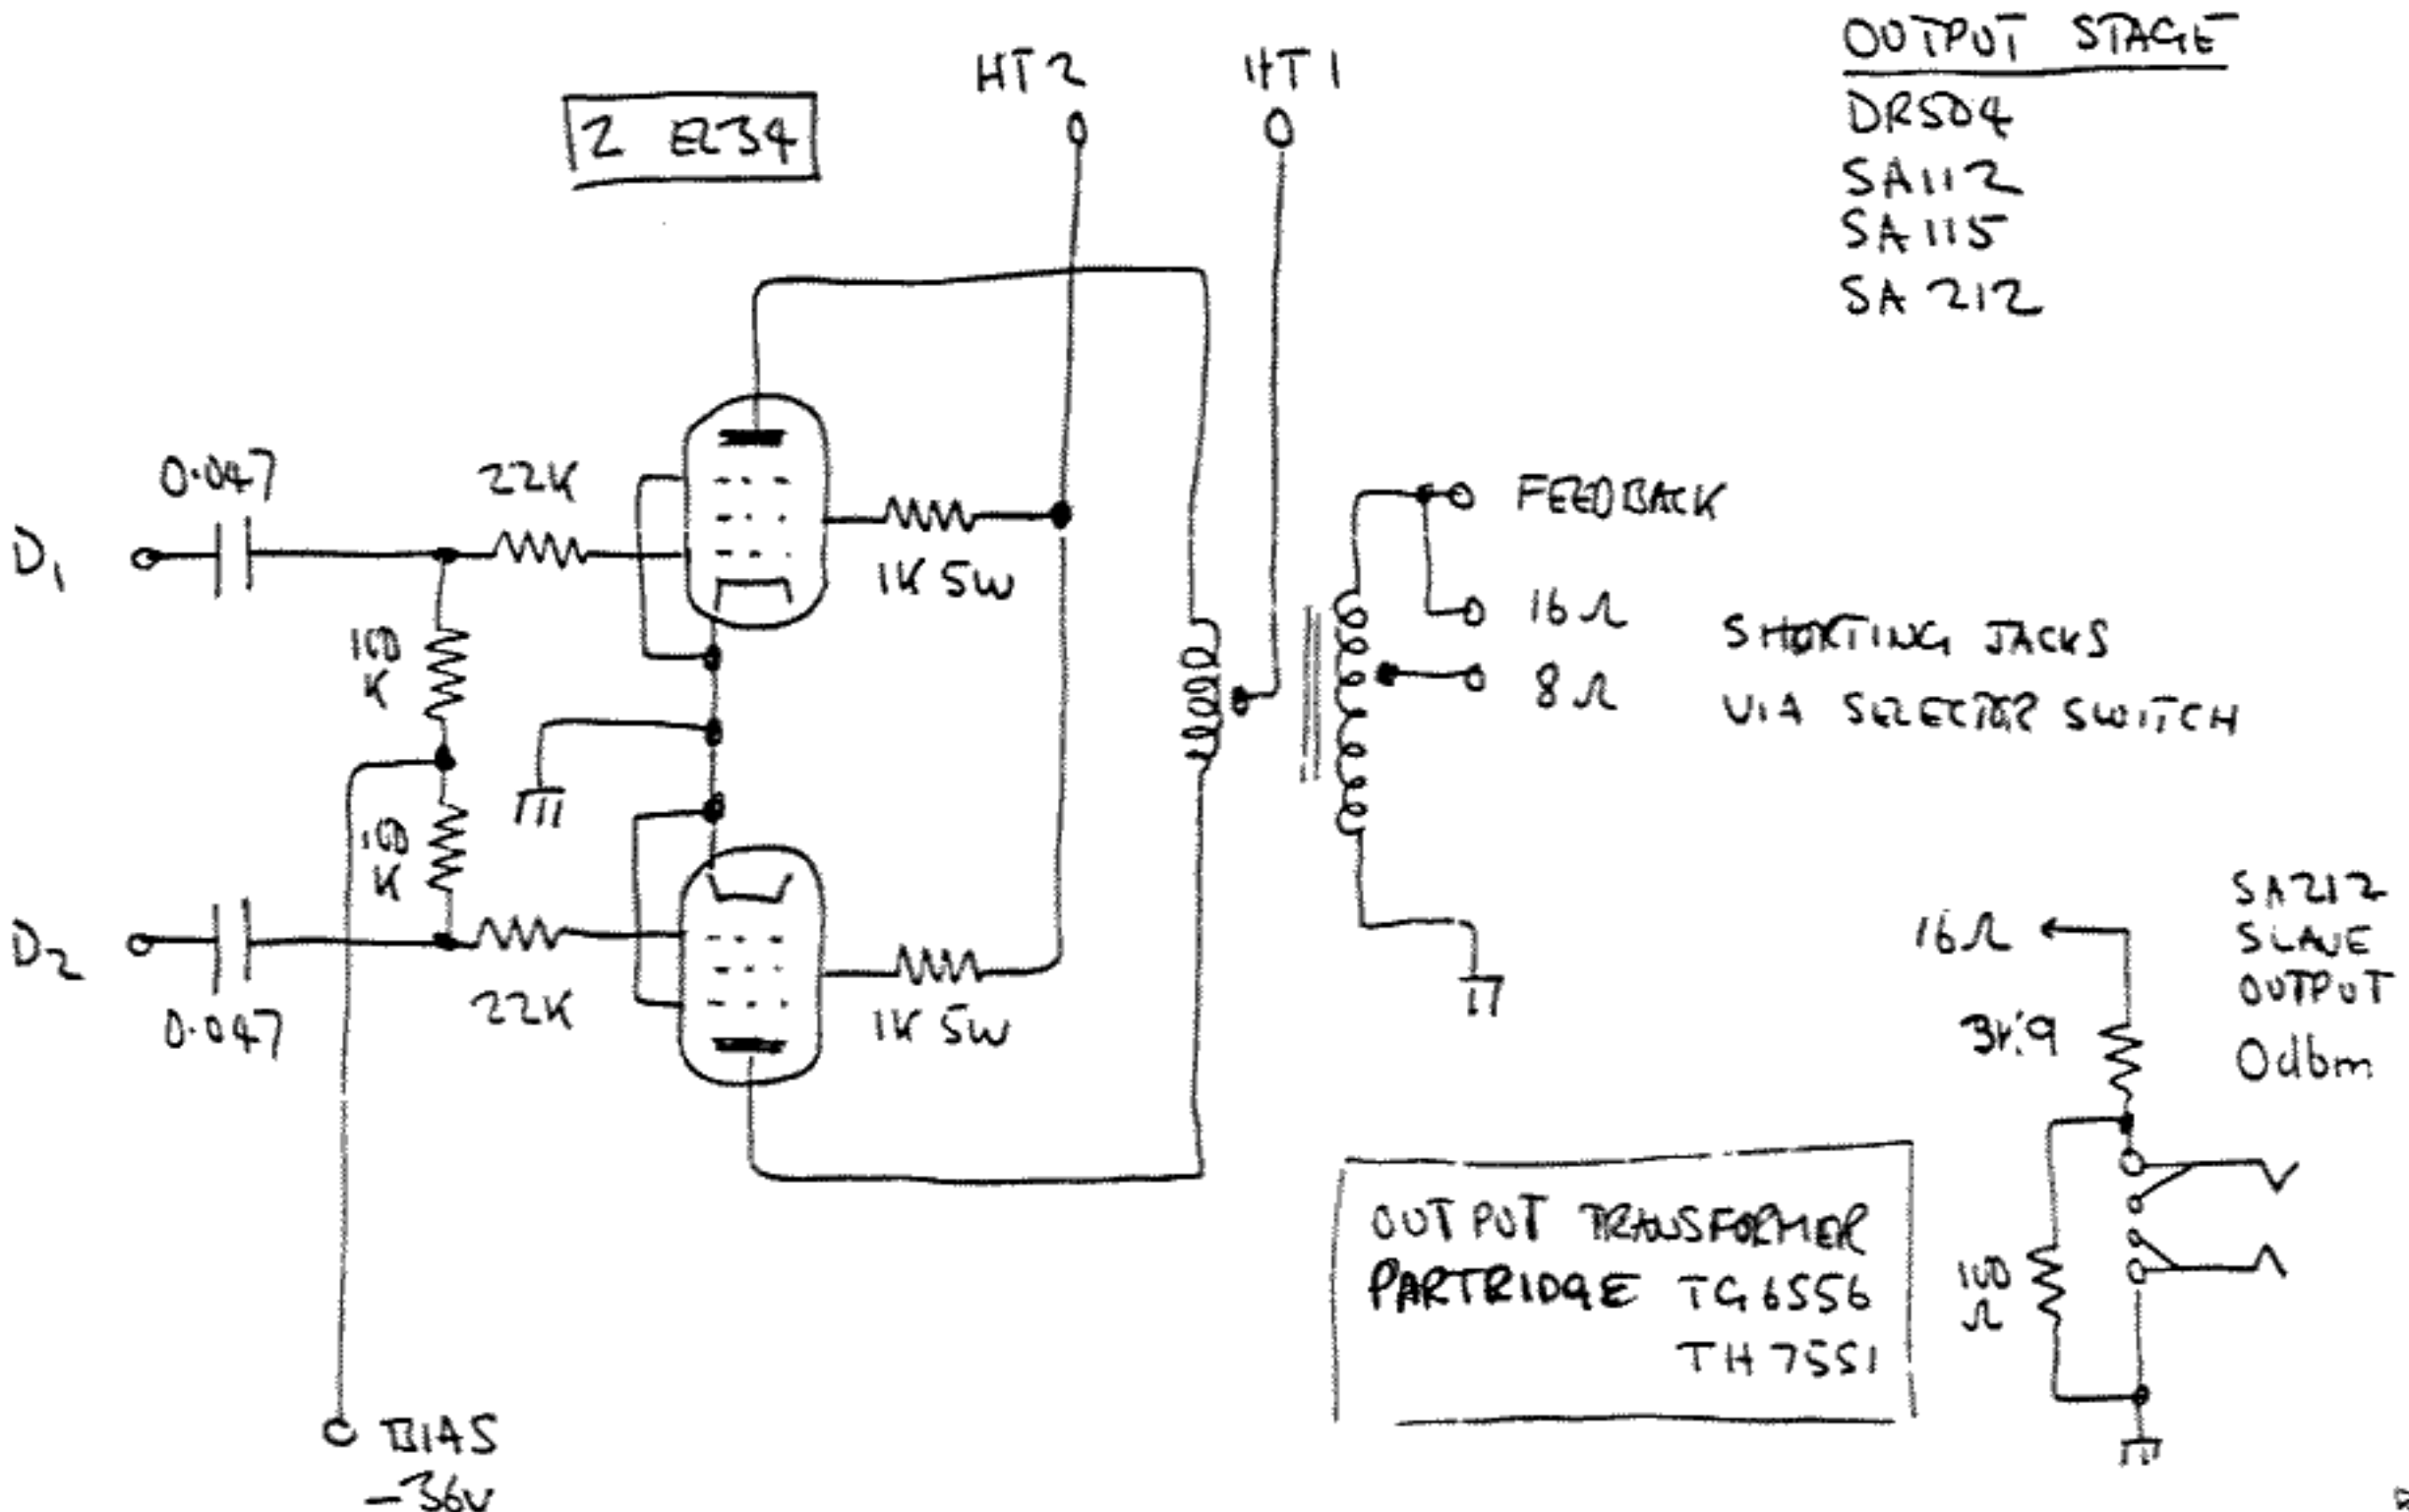 OUTPUT STAGE
DR504
SA112
SA115
SA 212
HT2
HT1
2 EL34
0.047
22K
D1
1K 5W
100
K
FEEDBACK
16Ω
8Ω
SHORTING JACKS
VIA SELECTOR SWITCH
100
K
D2
0.047
22K
1K 5W
SA212
SLAVE
OUTPUT
0dbm
16Ω
3K9
100
Ω
OUTPUT TRANSFORMER
PARTRIDGE TG6556
TH7551
BIAS
-36V